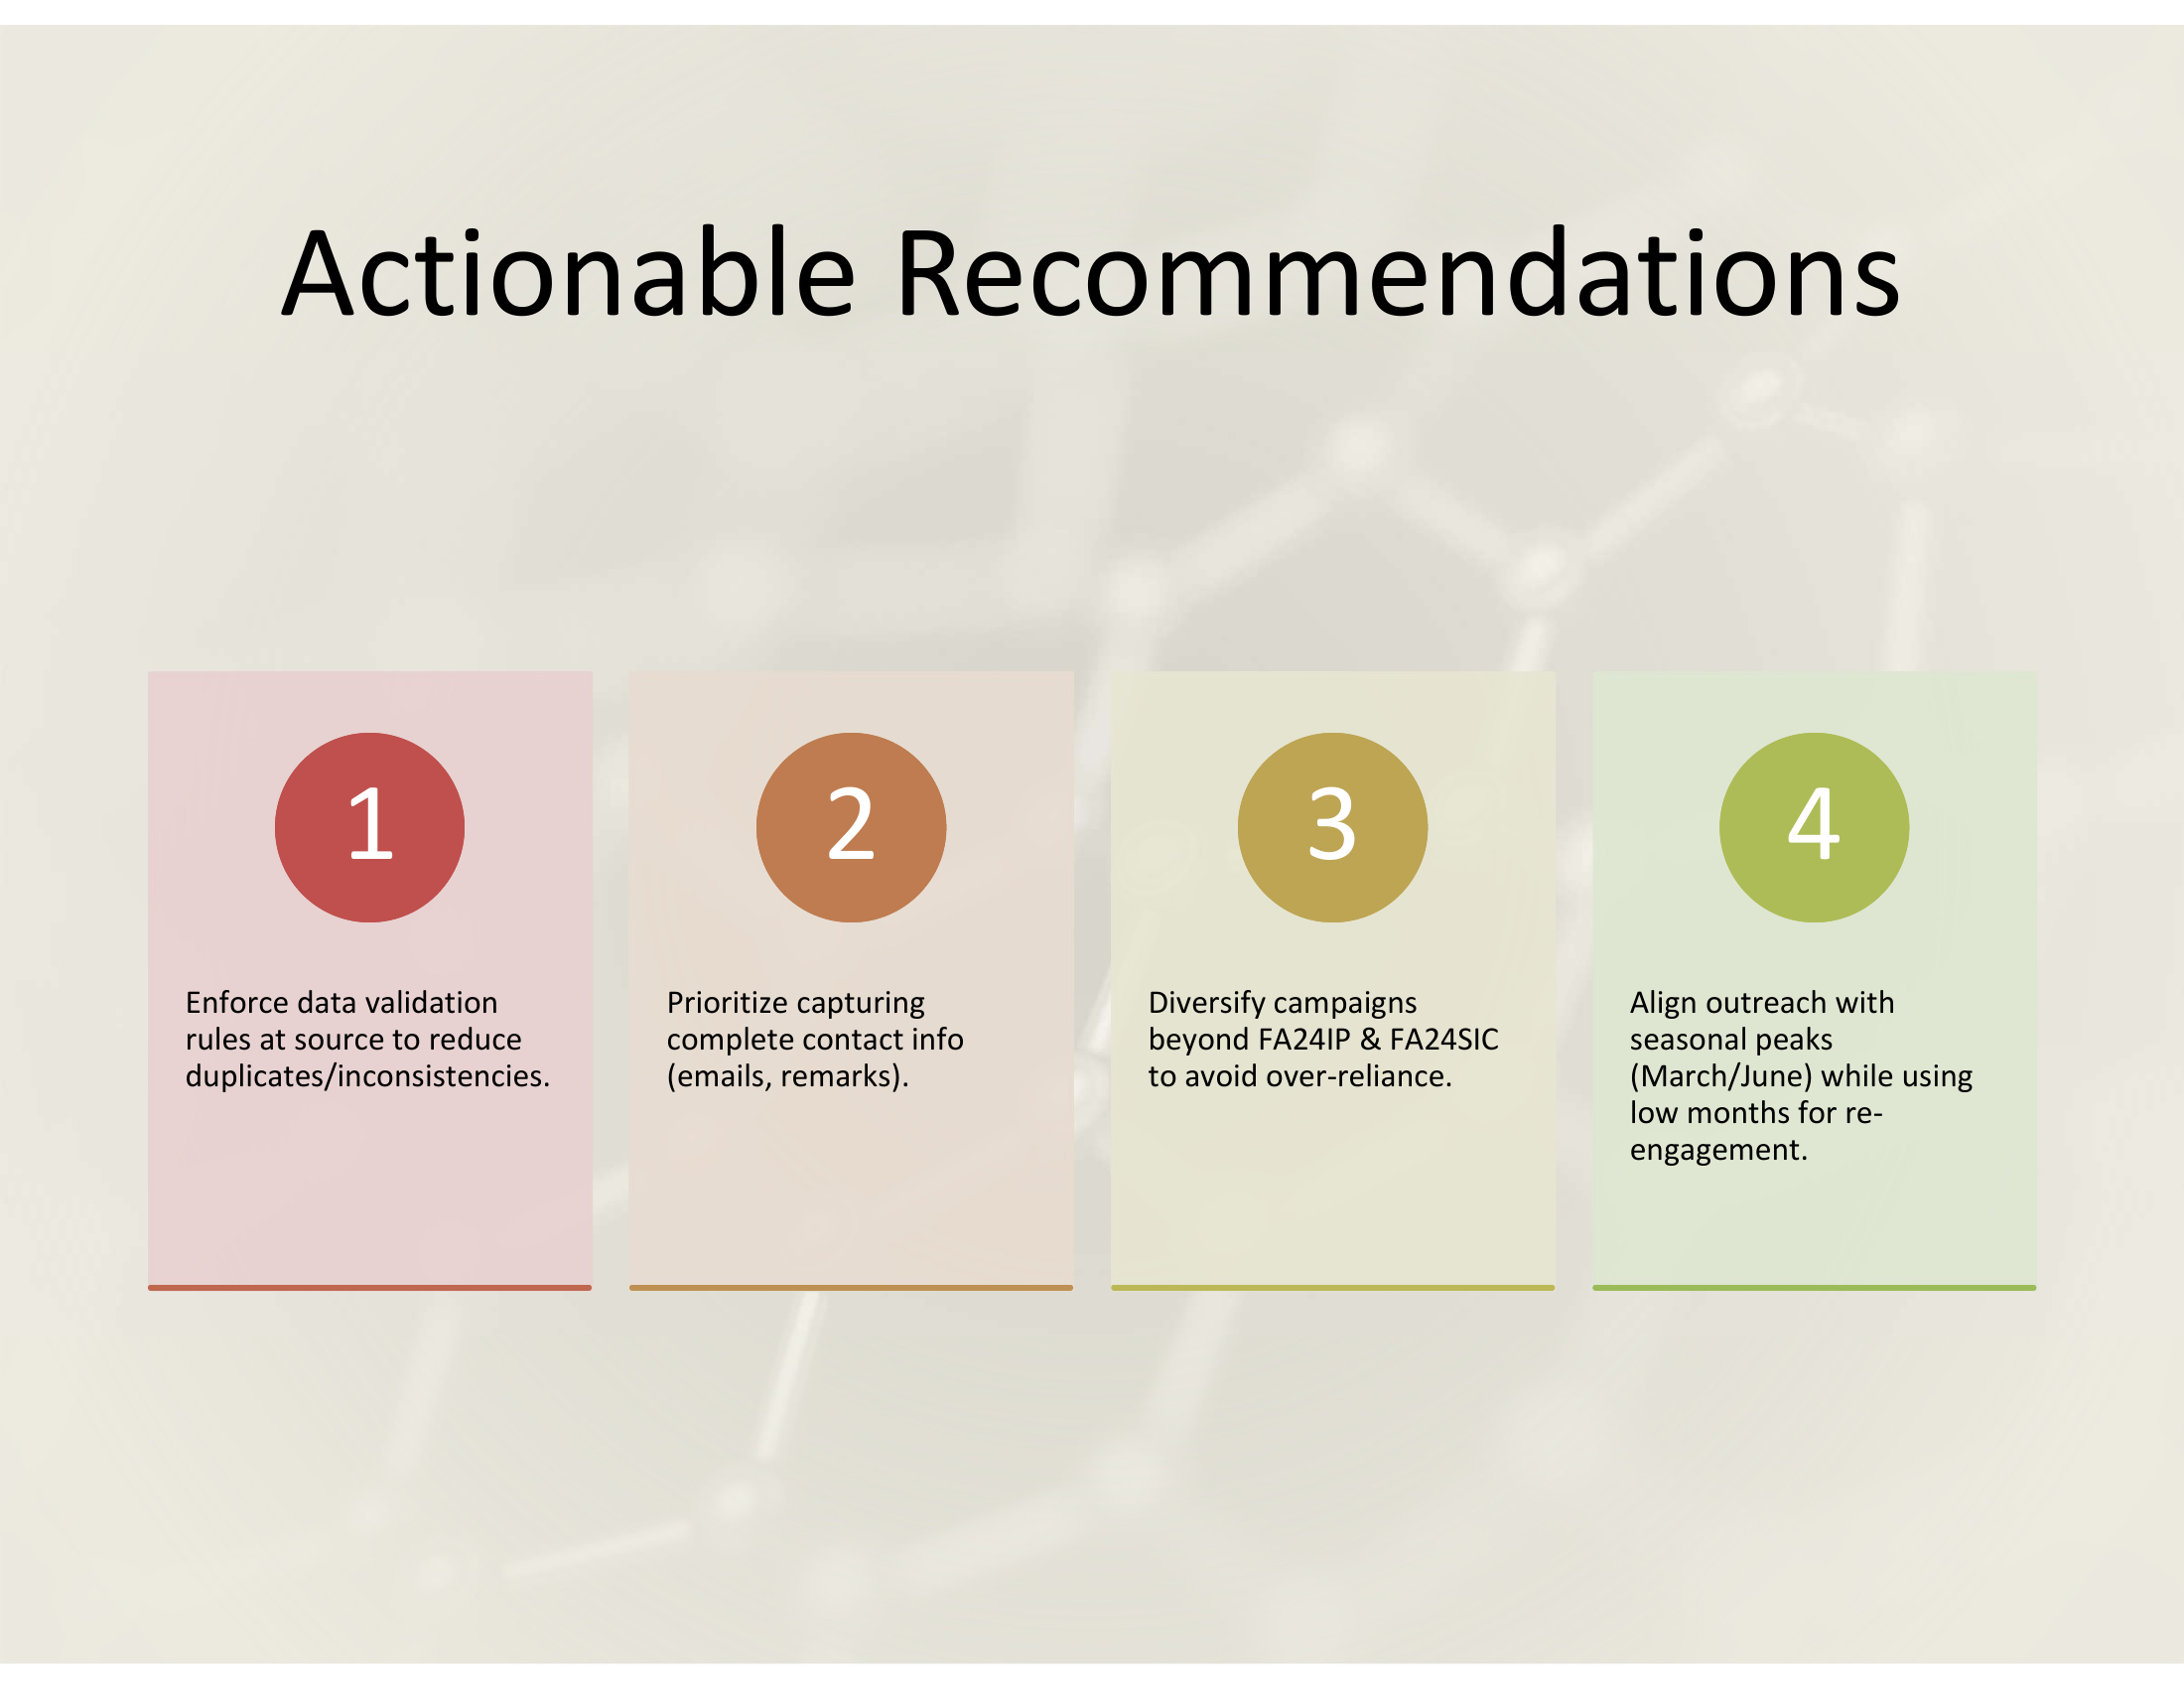 Actionable Recommendations
1
Enforce data validation
rules at source to reduce
duplicates/inconsistencies.
2
Prioritize capturing
complete contact info
(emails, remarks).
3
Diversify campaigns
beyond FA24IP & FA24SIC
to avoid over-reliance.
4
Align outreach with
seasonal peaks
(March/June) while using
low months for re-
engagement.